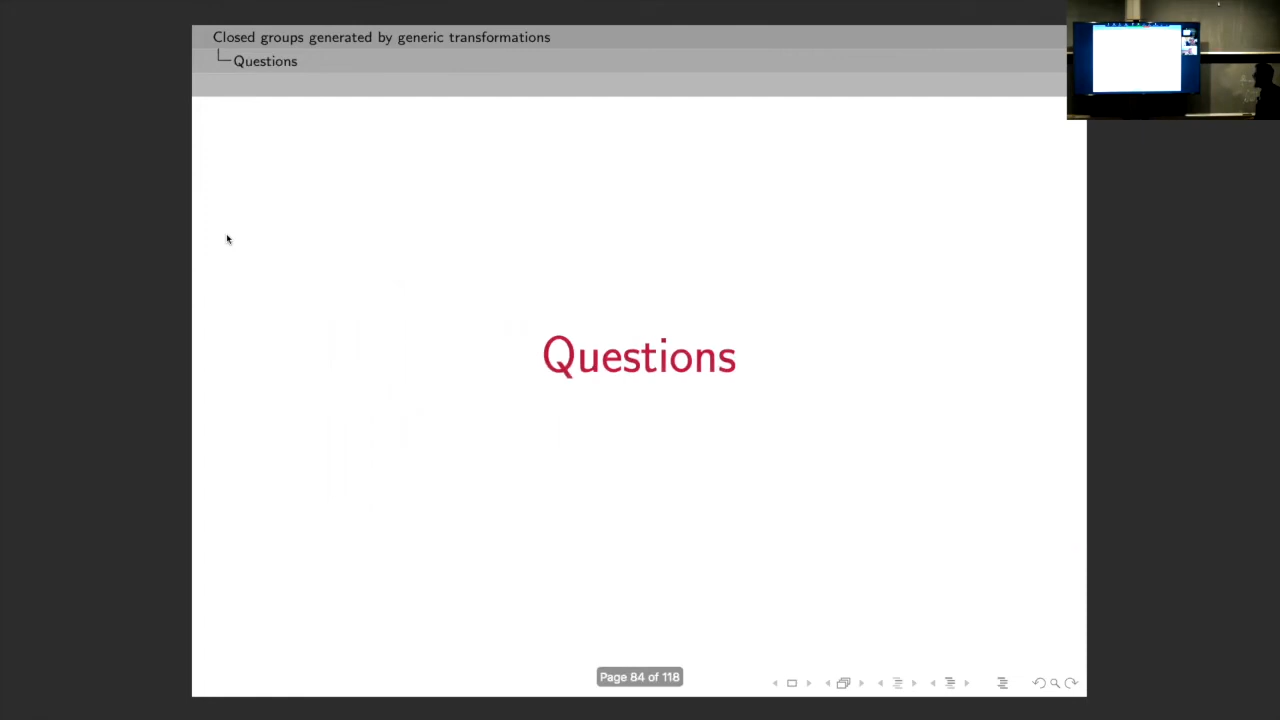 Closed groups generated by generic transformations
Questions
Questions
Page 84 of 118